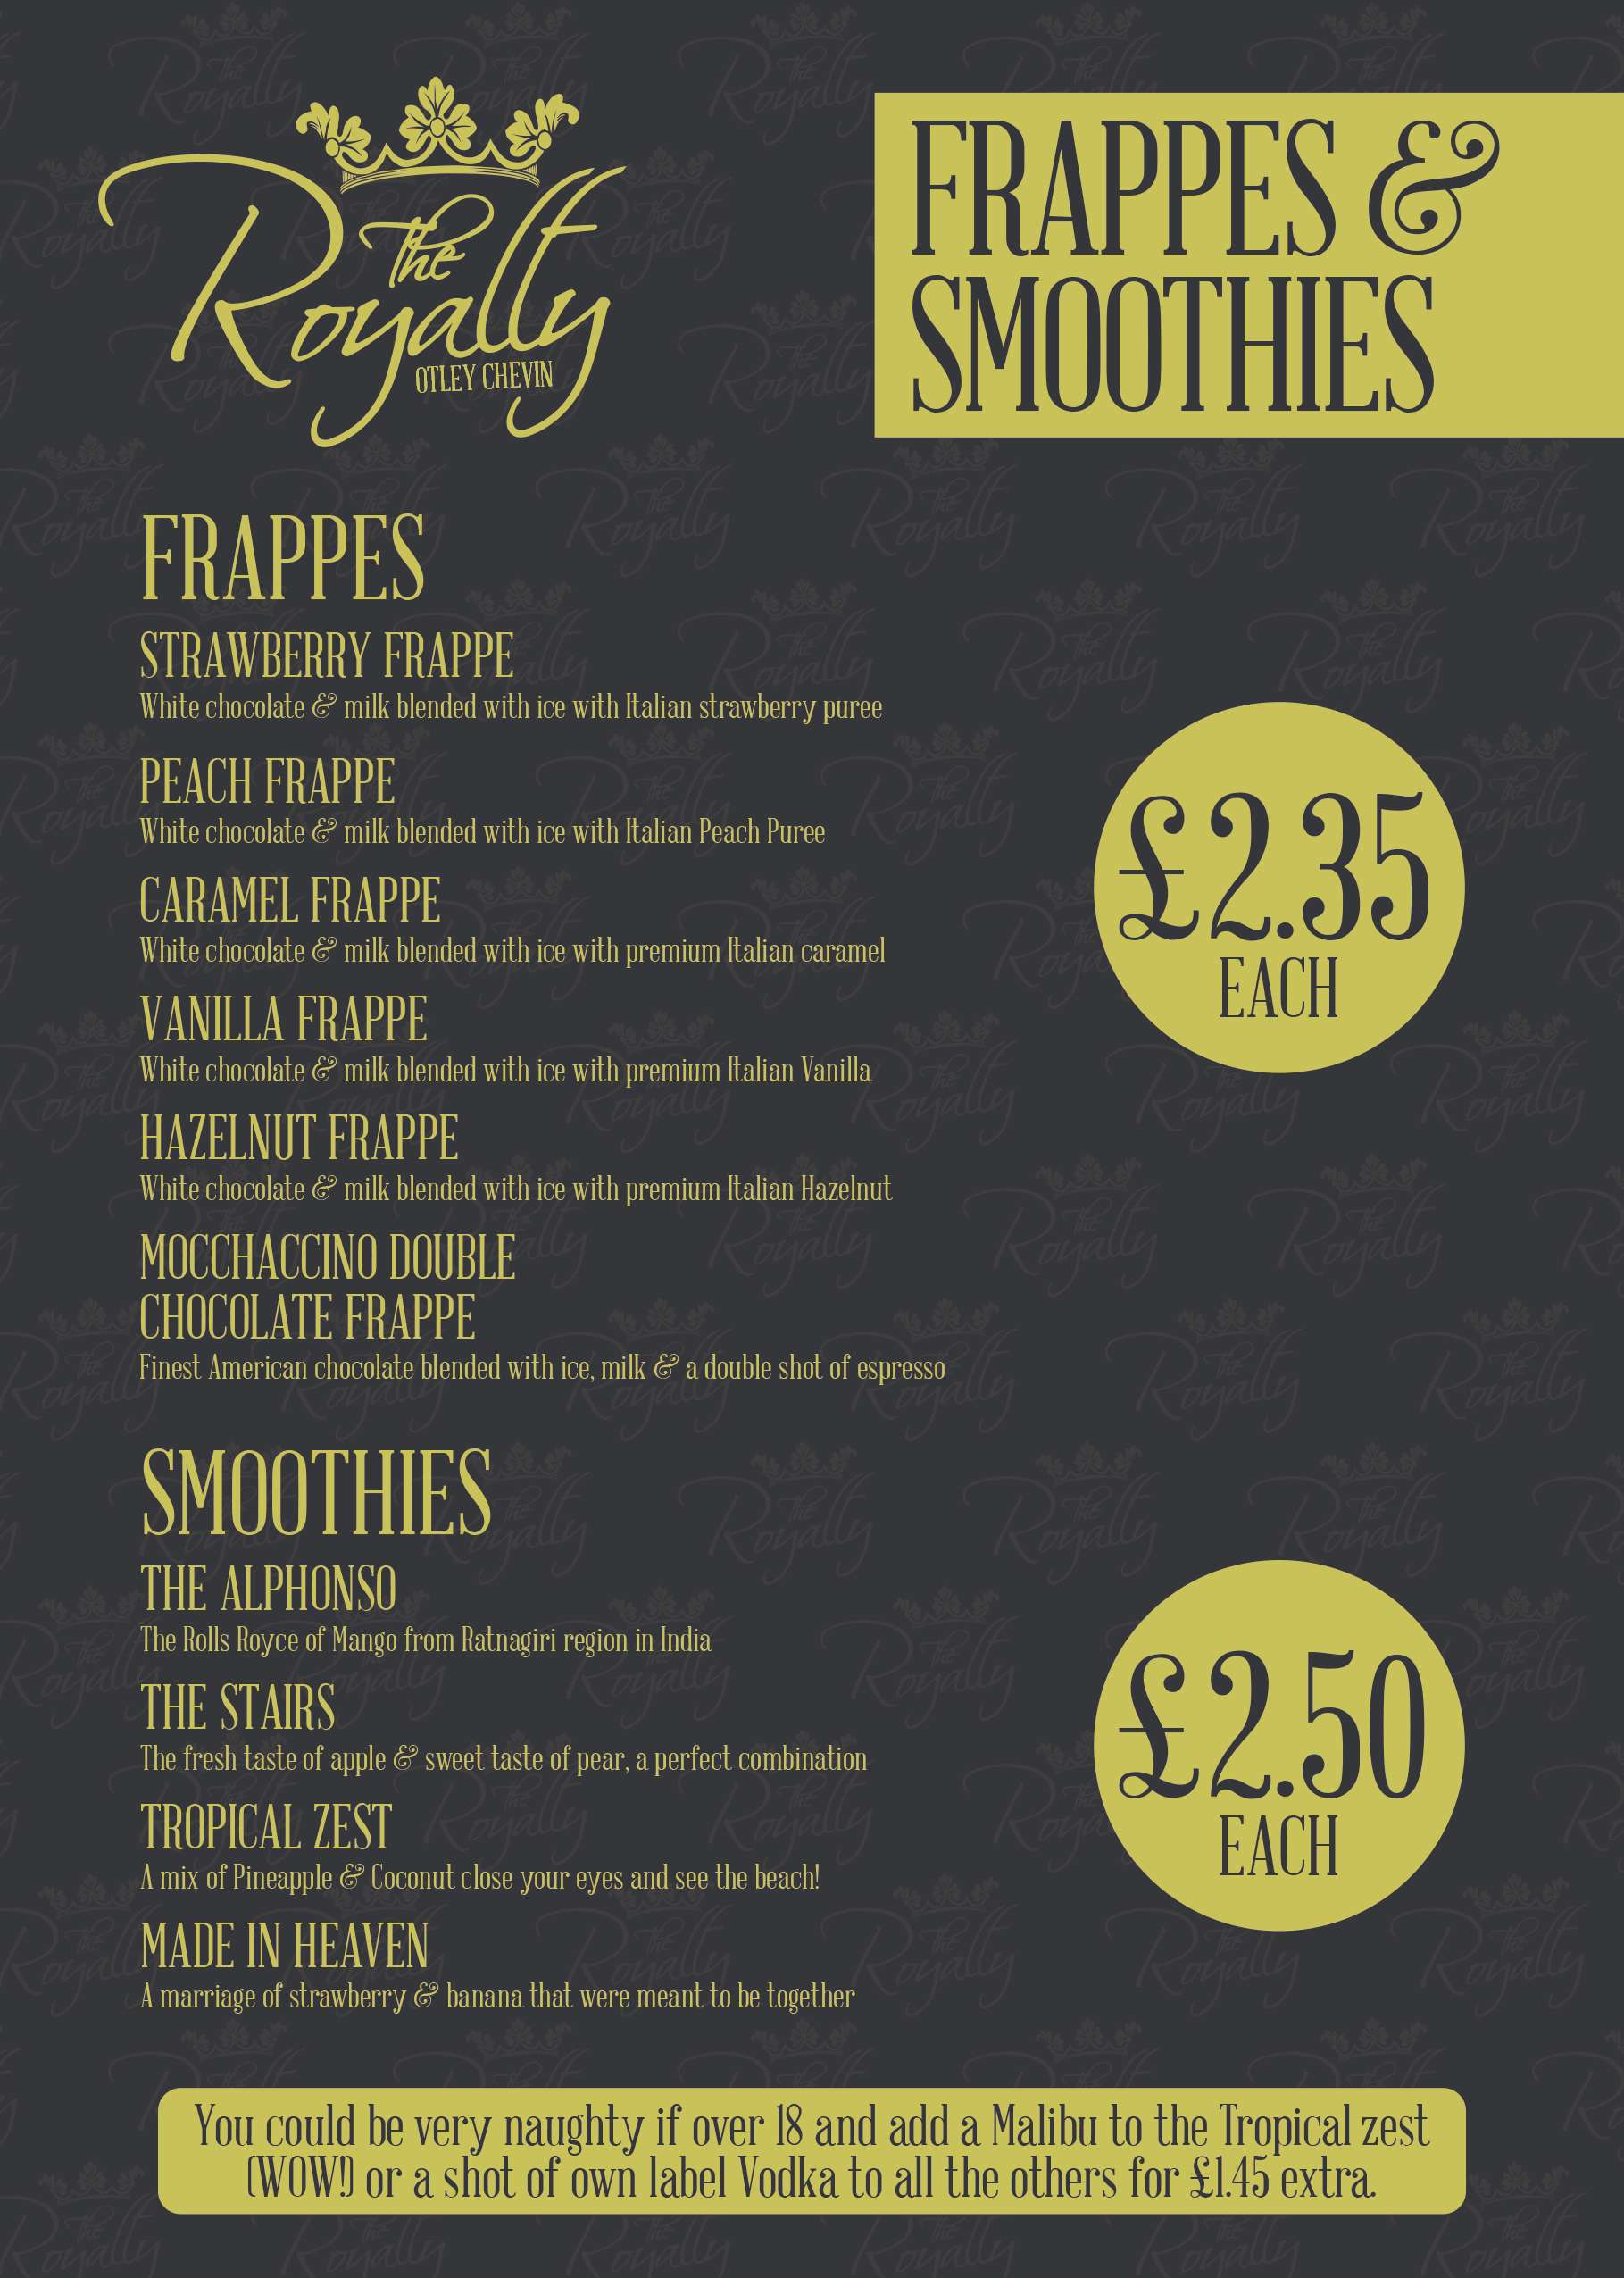 The
Royalty
OTLEY CHEVIN
FRAPPES &
SMOOTHIES
FRAPPES
STRAWBERRY FRAPPE
White chocolate & milk blended with ice with Italian strawberry puree
PEACH FRAPPE
White chocolate & milk blended with ice with Italian Peach Puree
CARAMEL FRAPPE
White chocolate & milk blended with ice with premium Italian caramel
VANILLA FRAPPE
White chocolate & milk blended with ice with premium Italian Vanilla
HAZELNUT FRAPPE
White chocolate & milk blended with ice with premium Italian Hazelnut
MOCCHACCINO DOUBLE
CHOCOLATE FRAPPE
Finest American chocolate blended with ice, milk & a double shot of espresso
£2.35
EACH
SMOOTHIES
THE ALPHONSO
The Rolls Royce of Mango from Ratnagiri region in India
THE STAIRS
The fresh taste of apple & sweet taste of pear, a perfect combination
TROPICAL ZEST
A mix of Pineapple & Coconut close your eyes and see the beach!
MADE IN HEAVEN
A marriage of strawberry & banana that were meant to be together
£2.50
EACH
You could be very naughty if over 18 and add a Malibu to the Tropical zest
(WOW!) or a shot of own label Vodka to all the others for £1.45 extra.